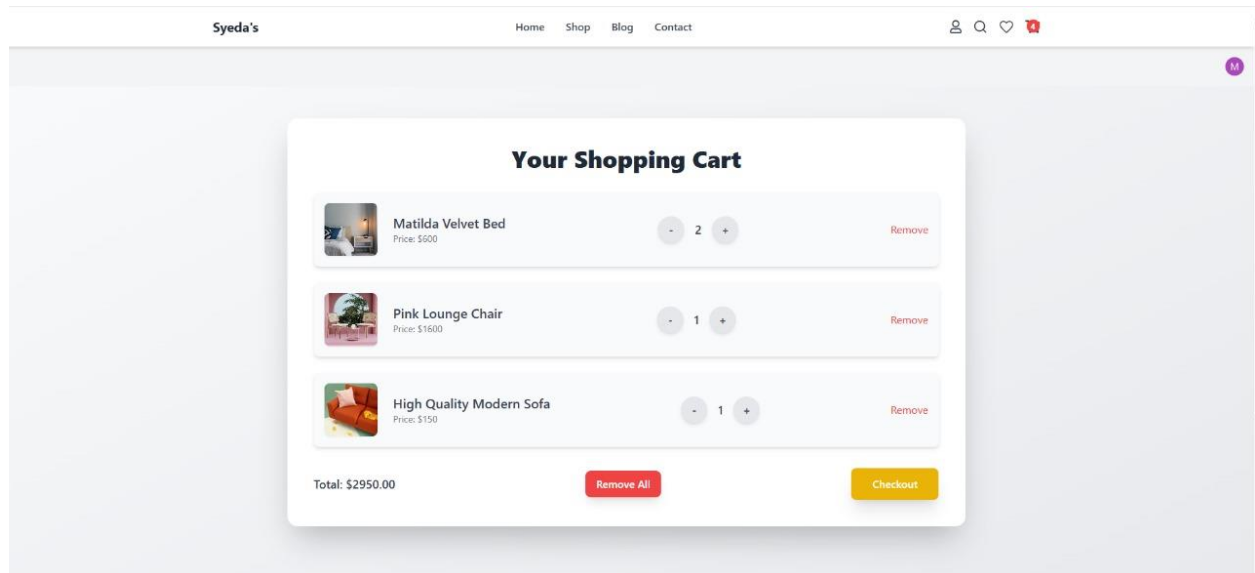 Syeda's
Home Shop Blog Contact
4
M
Your Shopping Cart
Matilda Velvet Bed
Price: $600
- 2 +
Remove
Pink Lounge Chair
Price: $1600
- 1 +
Remove
High Quality Modern Sofa
Price: $150
- 1 +
Remove
Total: $2950.00
Remove All
Checkout